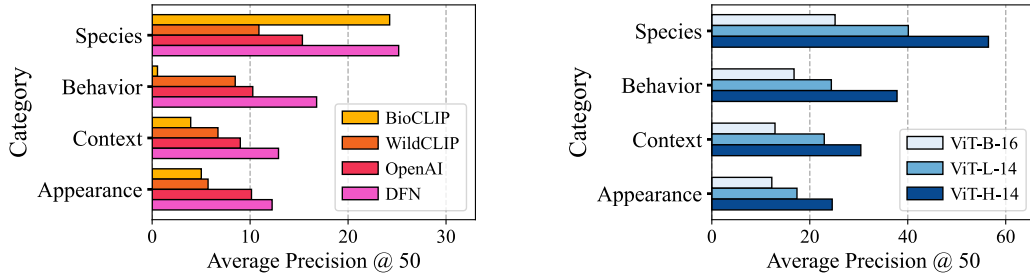 Category
Species
Behavior
Context
Appearance
BioCLIP
WildCLIP
OpenAI
DFN
0 10 20 30
Average Precision @ 50
Category
Species
Behavior
Context
Appearance
ViT-B-16
ViT-L-14
ViT-H-14
0 20 40 60
Average Precision @ 50